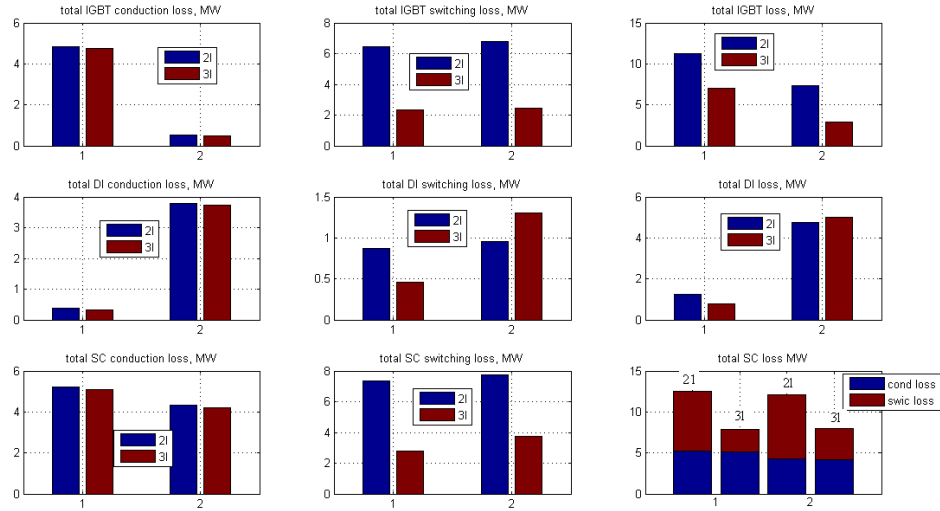 total IGBT conduction loss, MW
6
4
2
0
1
2
2l
3l
total IGBT switching loss, MW
8
6
4
2
0
1
2
2l
3l
total IGBT loss, MW
15
10
5
0
1
2
2l
3l
total DI conduction loss, MW
4
3
2
1
0
1
2
2l
3l
total DI switching loss, MW
1.5
1
0.5
0
1
2
2l
3l
total DI loss, MW
6
4
2
0
1
2
2l
3l
total SC conduction loss, MW
6
4
2
0
1
2
2l
3l
total SC switching loss, MW
8
6
4
2
0
1
2
2l
3l
total SC loss MW
15
10
5
0
1
2
2l
3l
2l
3l
cond loss
swic loss